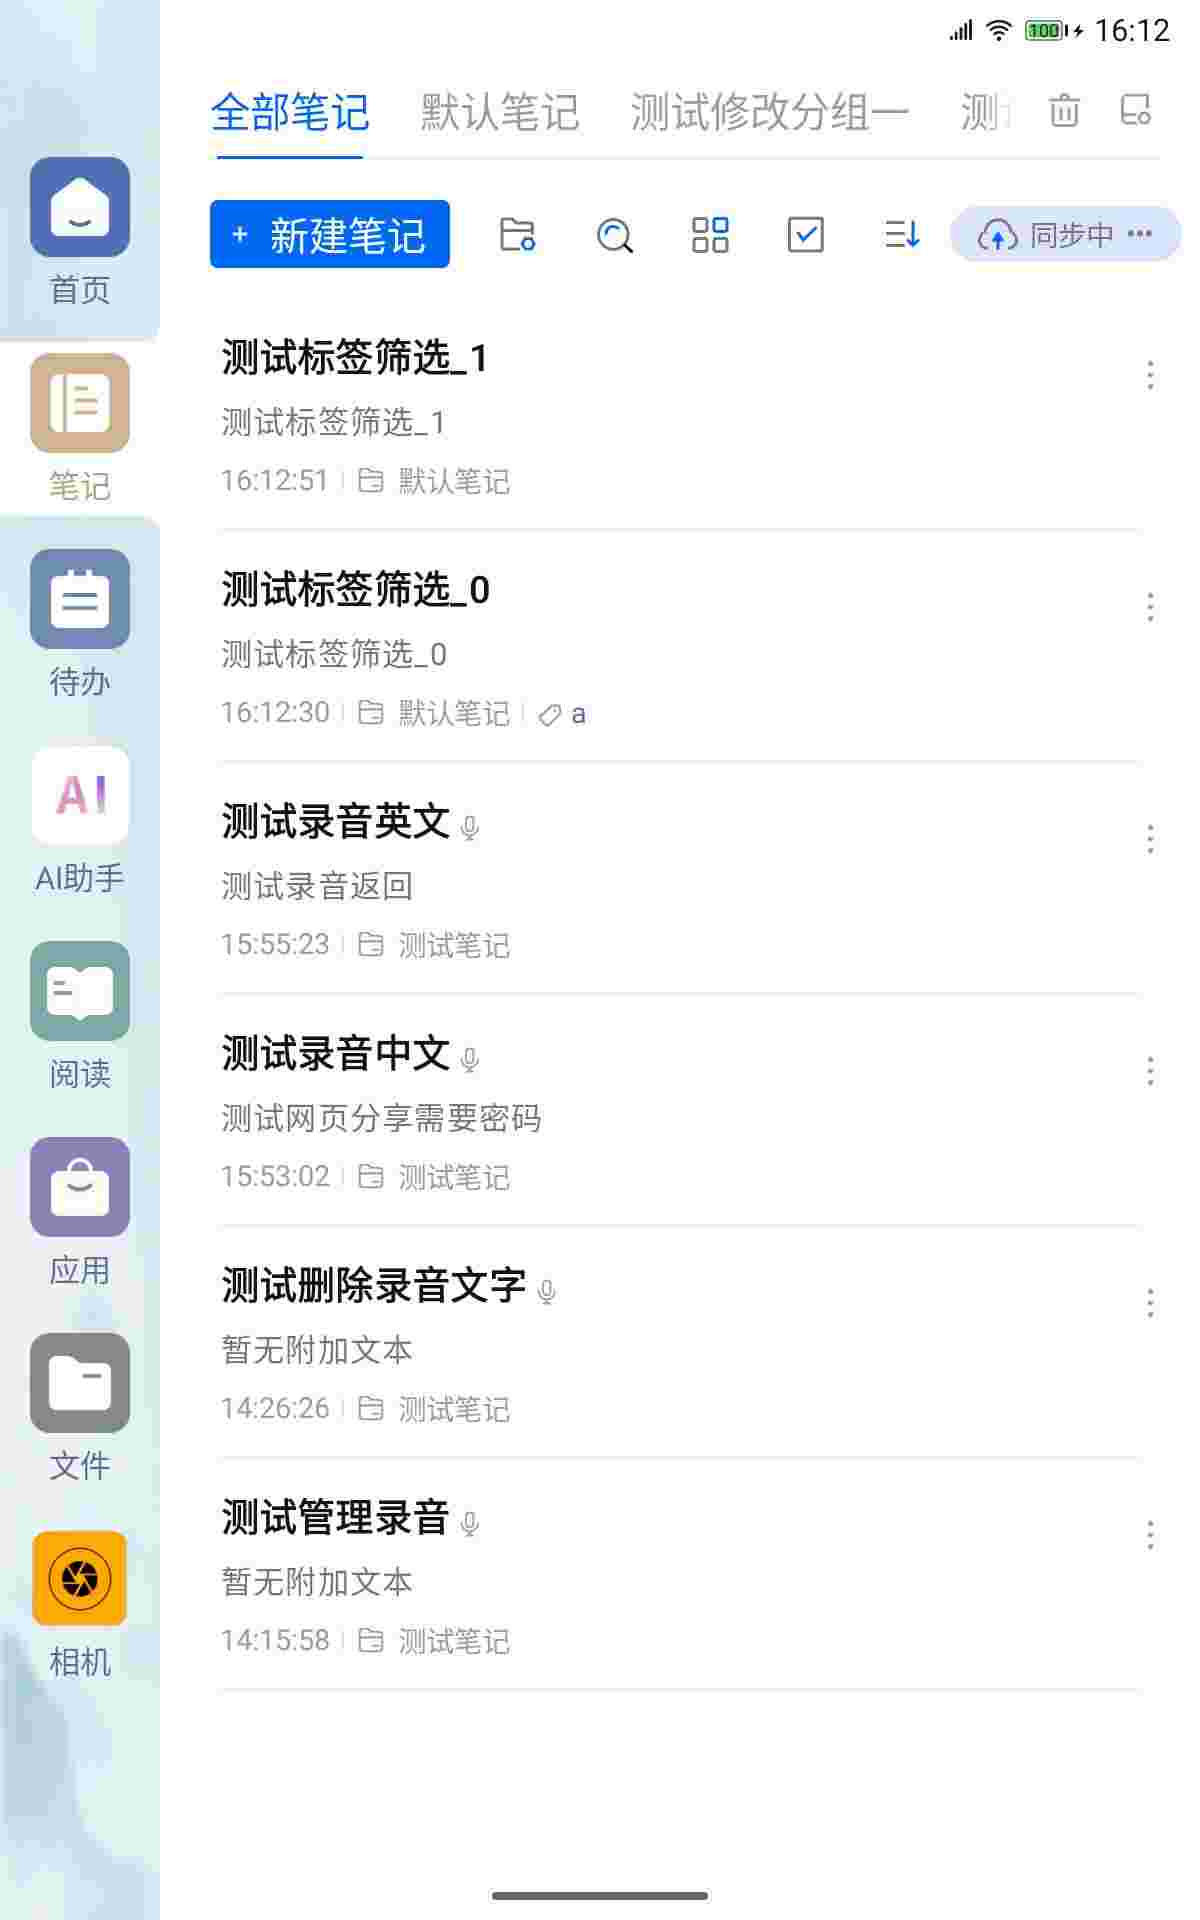 100 16:12
全部笔记 默认笔记 测试修改分组一 测
+ 新建笔记 同步中 •••
首页
笔记
待办
AI
AI助手
阅读
应用
文件
相机
测试标签筛选_1
测试标签筛选_1
16:12:51 默认笔记
测试标签筛选_0
测试标签筛选_0
16:12:30 默认笔记 a
测试录音英文
测试录音返回
15:55:23 测试笔记
测试录音中文
测试网页分享需要密码
15:53:02 测试笔记
测试删除录音文字
暂无附加文本
14:26:26 测试笔记
测试管理录音
暂无附加文本
14:15:58 测试笔记